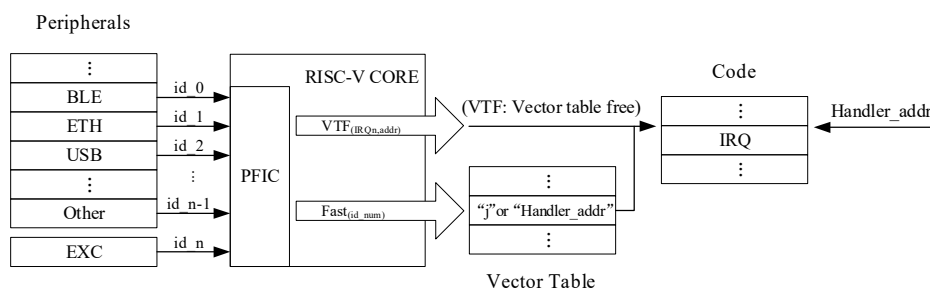 Peripherals
⋮
BLE
ETH
USB
⋮
Other
EXC
id_0
id_1
id_2
⋮
id_n-1
id_n
RISC-V CORE
PFIC
VTF(IRQn,addr)
Fast(id_num)
(VTF: Vector table free)
⋮
“j”or “Handler_addr”
⋮
Vector Table
Code
⋮
IRQ
⋮
Handler_addr